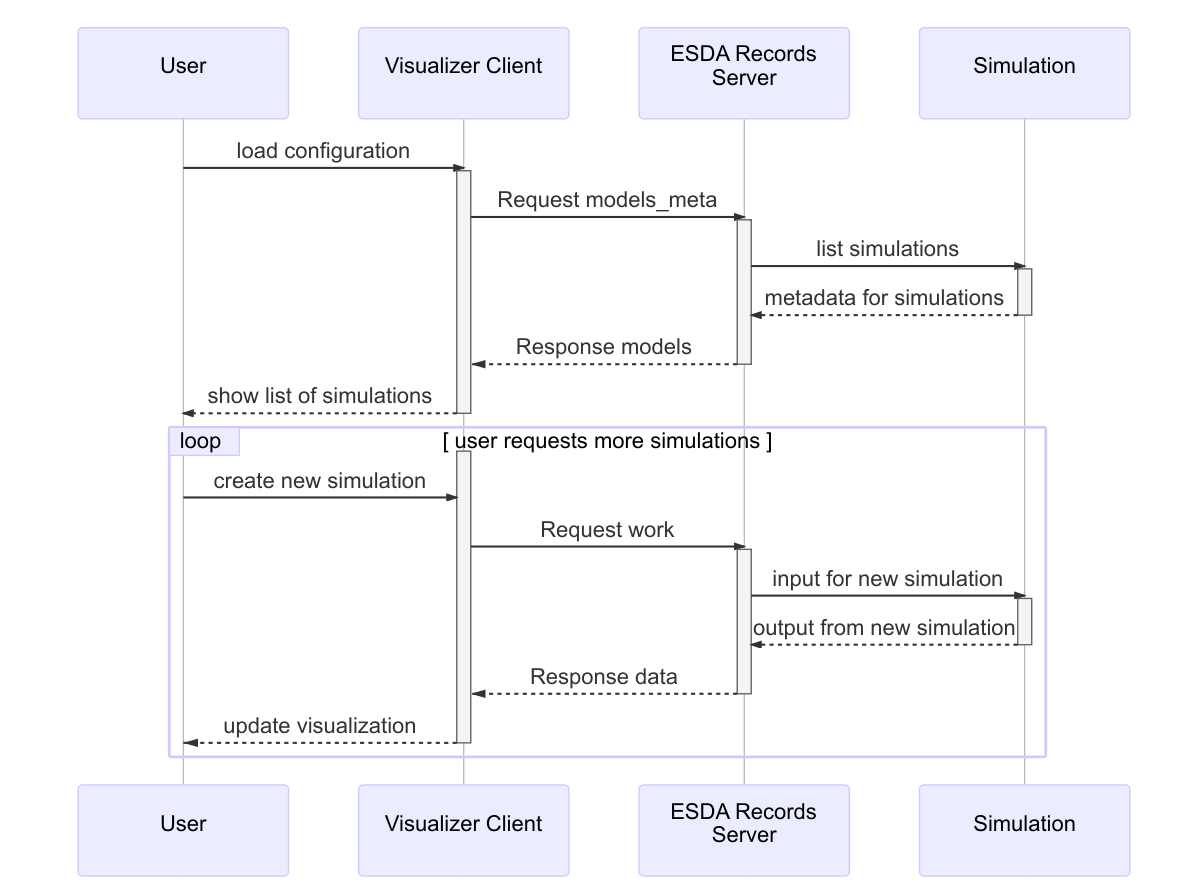 User
Visualizer Client
ESDA Records
Server
Simulation
load configuration
Request models_meta
list simulations
metadata for simulations
Response models
show list of simulations
loop
[ user requests more simulations ]
create new simulation
Request work
input for new simulation
output from new simulation
Response data
update visualization
User
Visualizer Client
ESDA Records
Server
Simulation